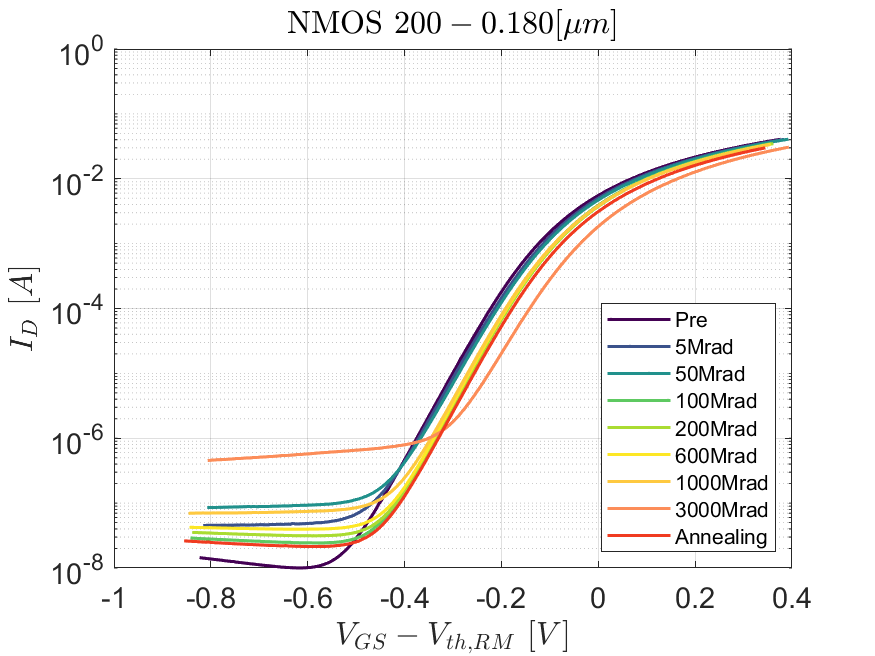 NMOS 200 − 0.180[μm]
10^0
10^-2
10^-4
10^-6
10^-8
I_D [A]
-1 -0.8 -0.6 -0.4 -0.2 0 0.2 0.4
V_GS − V_th,RM [V]
Pre
5Mrad
50Mrad
100Mrad
200Mrad
600Mrad
1000Mrad
3000Mrad
Annealing